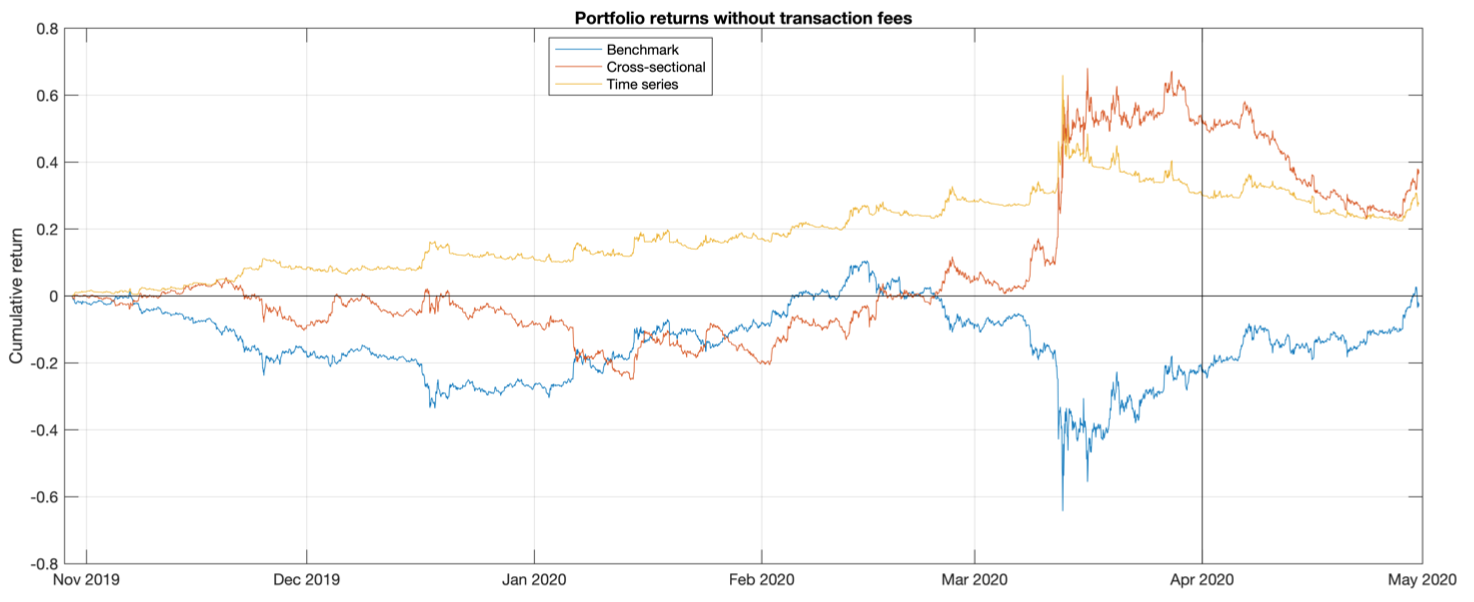 Portfolio returns without transaction fees
Benchmark
Cross-sectional
Time series
Cumulative return
0.8
0.6
0.4
0.2
0
-0.2
-0.4
-0.6
-0.8
Nov 2019
Dec 2019
Jan 2020
Feb 2020
Mar 2020
Apr 2020
May 2020